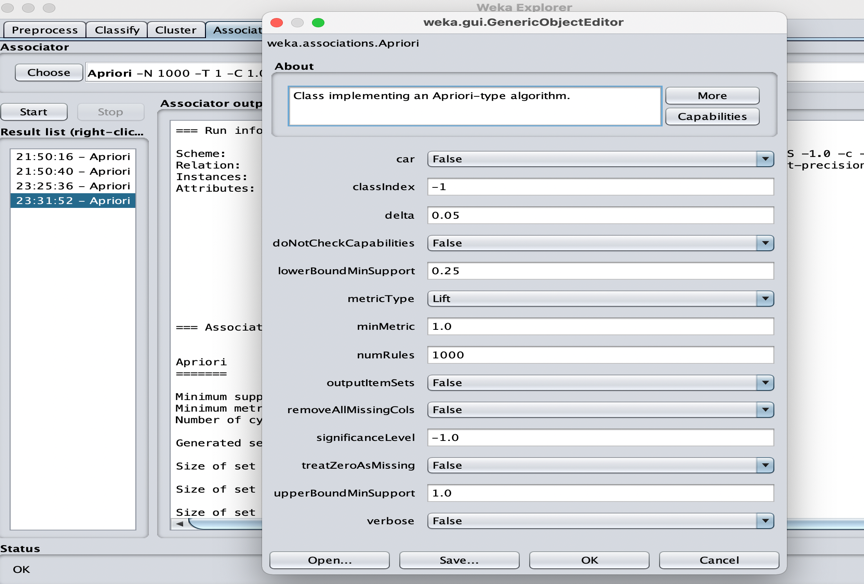 Weka Explorer
weka.gui.GenericObjectEditor
Preprocess Classify Cluster Associat
weka.associations.Apriori
Associator
About
Choose Apriori -N 1000 -T 1 -C 1.0
Class implementing an Apriori-type algorithm.
More
Capabilities
Start Stop
Associator outp
Result list (right-clic...
21:50:16 - Apriori
21:50:40 - Apriori
23:25:36 - Apriori
23:31:52 - Apriori
=== Run info
Scheme:
Relation:
Instances:
Attributes:
S -1.0 -c -
t-precision
=== Associat
Apriori
=======
Minimum supp
Minimum metr
Number of cy
Generated se
Size of set
Size of set
Size of set
car False
classIndex -1
delta 0.05
doNotCheckCapabilities False
lowerBoundMinSupport 0.25
metricType Lift
minMetric 1.0
numRules 1000
outputItemSets False
removeAllMissingCols False
significanceLevel -1.0
treatZeroAsMissing False
upperBoundMinSupport 1.0
verbose False
Open... Save... OK Cancel
Status
OK